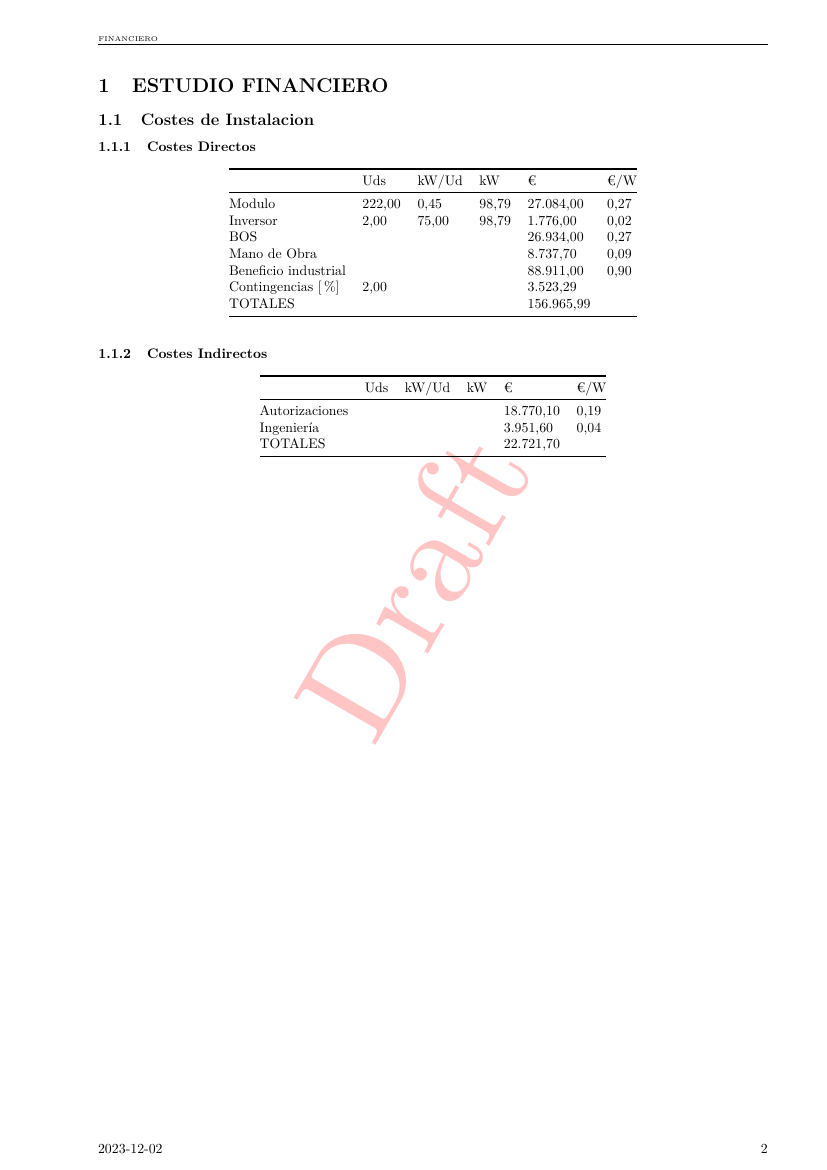 FINANCIERO
1 ESTUDIO FINANCIERO
1.1 Costes de Instalacion
1.1.1 Costes Directos
Uds kW/Ud kW € €/W
Modulo 222,00 0,45 98,79 27.084,00 0,27
Inversor 2,00 75,00 98,79 1.776,00 0,02
BOS 26.934,00 0,27
Mano de Obra 8.737,70 0,09
Beneficio industrial 88.911,00 0,90
Contingencias [ %] 2,00 3.523,29
TOTALES 156.965,99
1.1.2 Costes Indirectos
Uds kW/Ud kW € €/W
Autorizaciones 18.770,10 0,19
Ingeniería 3.951,60 0,04
TOTALES 22.721,70
Draft
2023-12-02 2